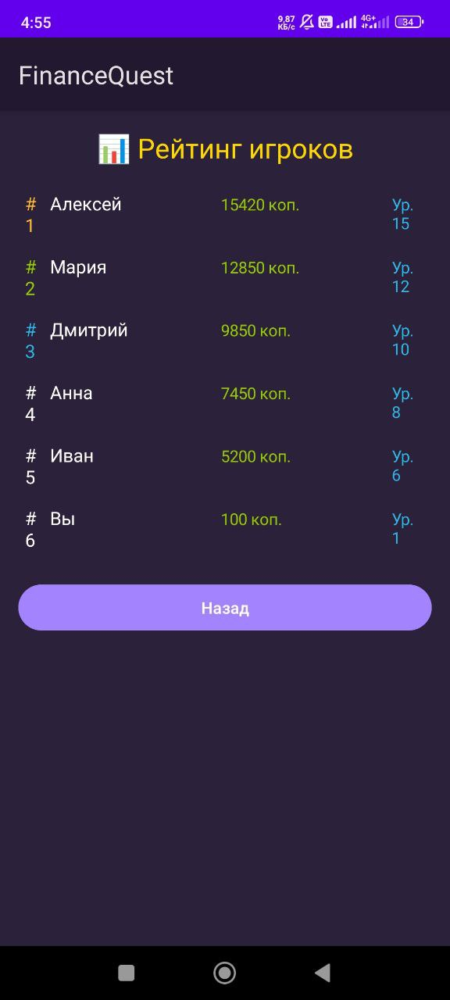 4:55
9,87
КБ/с
Vo
LTE
4G+
34
FinanceQuest
📊 Рейтинг игроков
# Алексей 15420 коп. Ур.
1 15
# Мария 12850 коп. Ур.
2 12
# Дмитрий 9850 коп. Ур.
3 10
# Анна 7450 коп. Ур.
4 8
# Иван 5200 коп. Ур.
5 6
# Вы 100 коп. Ур.
6 1
Назад